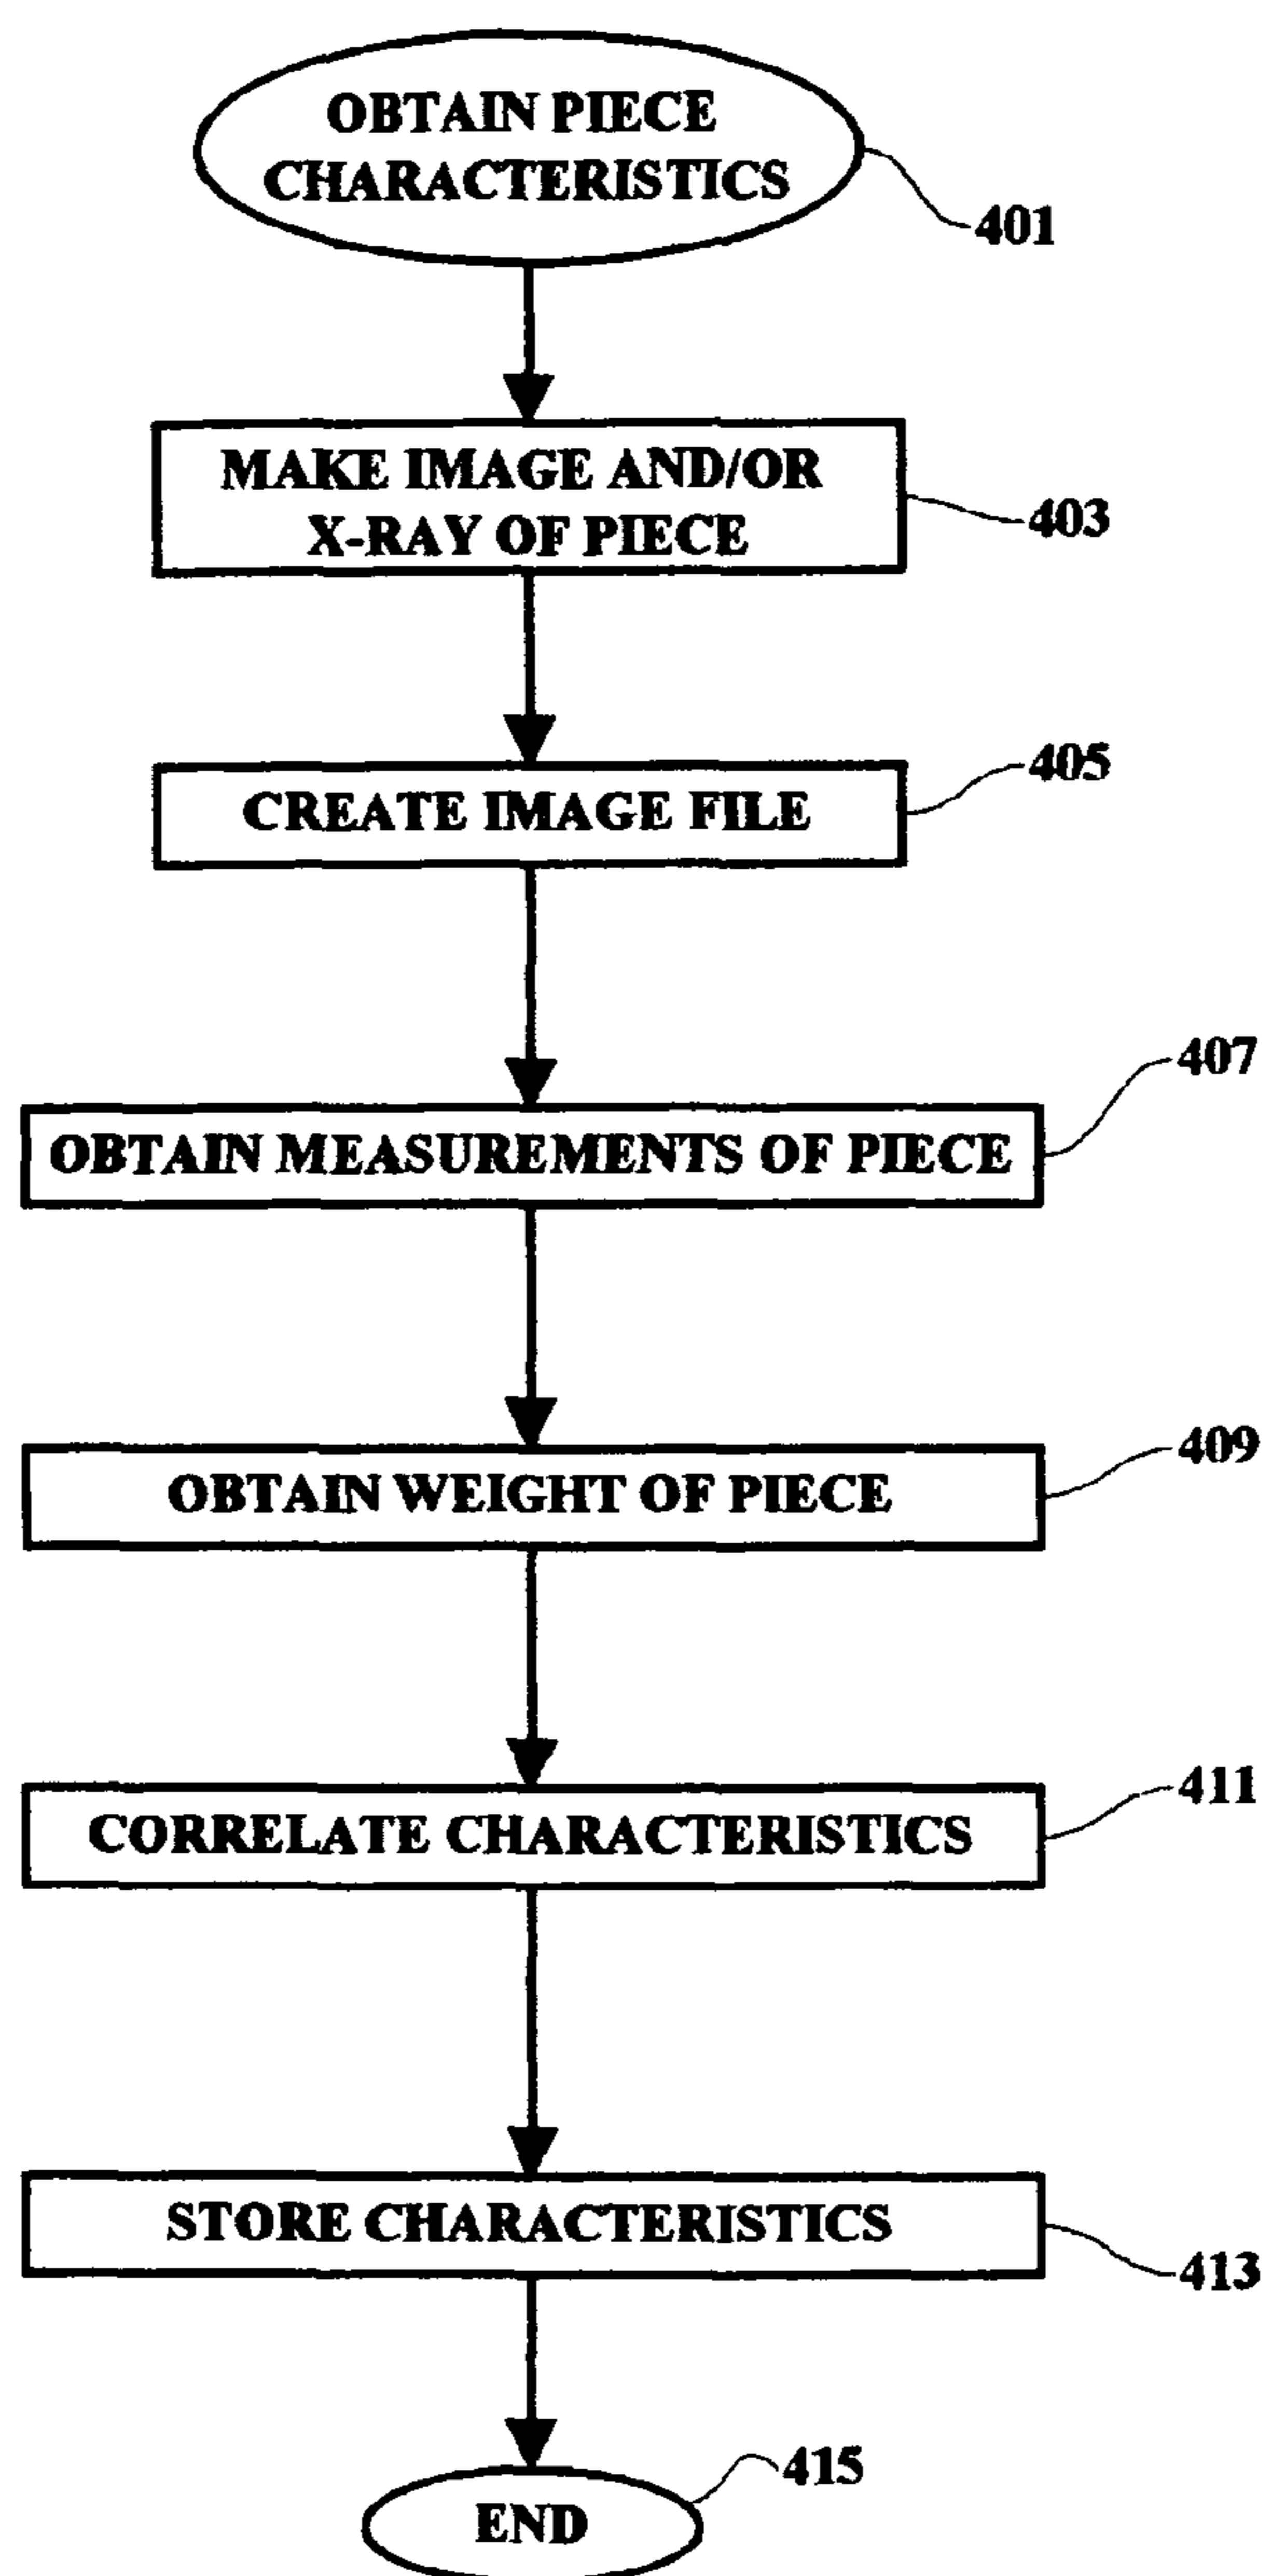 OBTAIN PIECE
CHARACTERISTICS
401
MAKE IMAGE AND/OR
X-RAY OF PIECE
403
CREATE IMAGE FILE
405
OBTAIN MEASUREMENTS OF PIECE
407
OBTAIN WEIGHT OF PIECE
409
CORRELATE CHARACTERISTICS
411
STORE CHARACTERISTICS
413
END
415